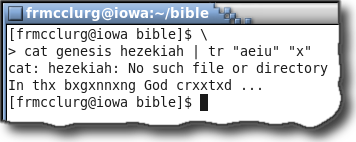 frmcclurg@iowa:~/bible
[frmcclurg@iowa bible]$ \
> cat genesis hezekiah | tr "aeiu" "x"
cat: hezekiah: No such file or directory
In thx bxgxnnxng God crxxtxd ...
[frmcclurg@iowa bible]$